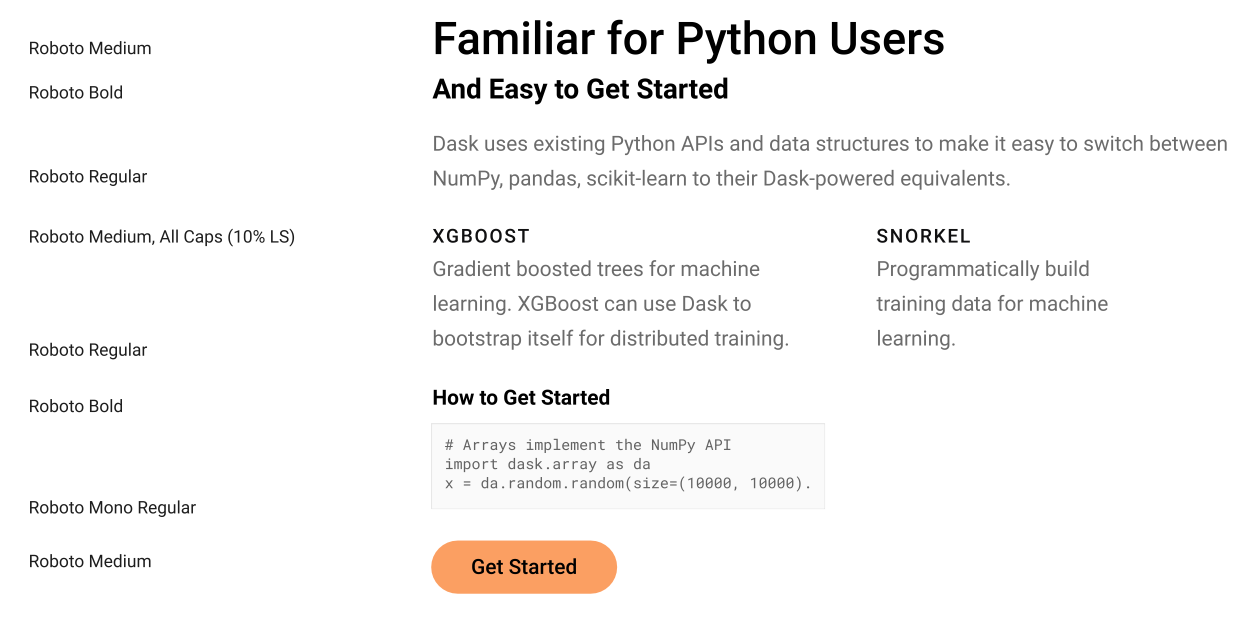 Roboto Medium
Familiar for Python Users
Roboto Bold
And Easy to Get Started
Dask uses existing Python APIs and data structures to make it easy to switch between
Roboto Regular
NumPy, pandas, scikit-learn to their Dask-powered equivalents.
Roboto Medium, All Caps (10% LS)
XGBOOST
Gradient boosted trees for machine
learning. XGBoost can use Dask to
bootstrap itself for distributed training.
SNORKEL
Programmatically build
training data for machine
learning.
Roboto Regular
Roboto Bold
How to Get Started
# Arrays implement the NumPy API
import dask.array as da
x = da.random.random(size=(10000, 10000).
Roboto Mono Regular
Roboto Medium
Get Started